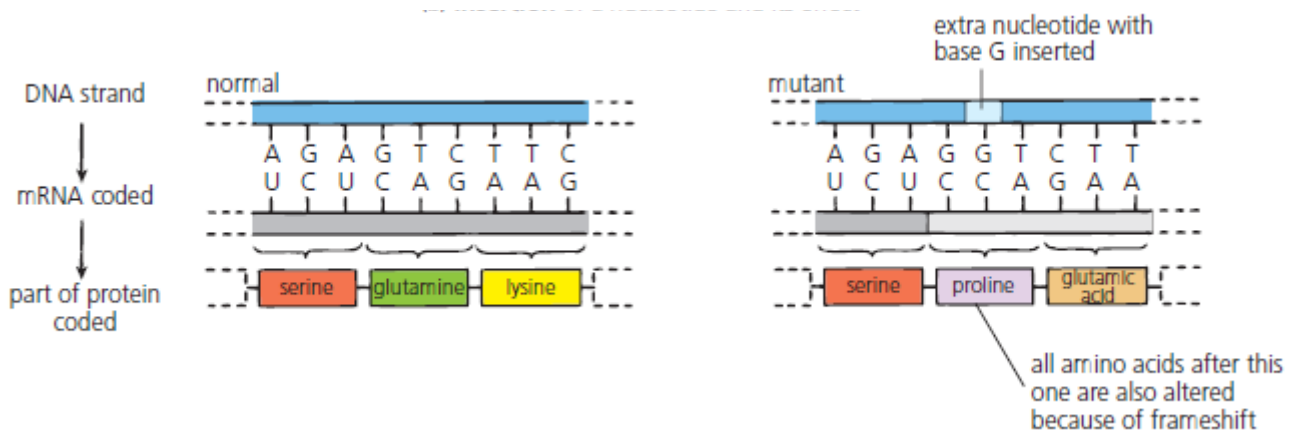 extra nucleotide with
base G inserted
normal
mutant
DNA strand
A G A G T C T T C
A G A G G T C T T
mRNA coded
U C U C A G A A G
U C U C C A G A A
part of protein
coded
serine glutamine lysine
serine proline glutamic
acid
all amino acids after this
one are also altered
because of frameshift